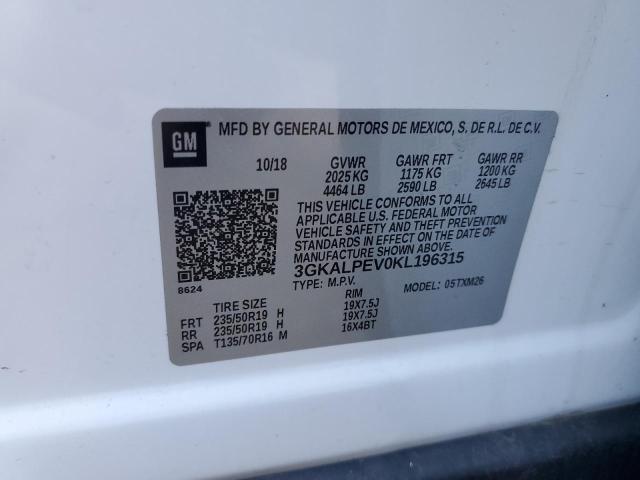 GM
MFD BY GENERAL MOTORS DE MEXICO, S. DE R.L. DE C.V.
10/18 GVWR GAWR FRT GAWR RR
2025 KG 1175 KG 1200 KG
4464 LB 2590 LB 2645 LB
THIS VEHICLE CONFORMS TO ALL
APPLICABLE U.S. FEDERAL MOTOR
VEHICLE SAFETY AND THEFT PREVENTION
STANDARDS IN EFFECT ON THE DATE OF
MANUFACTURE SHOWN ABOVE.
3GKALPEV0KL196315
8624
TYPE: M.P.V. MODEL: 05TXM26
TIRE SIZE RIM
FRT 235/50R19 H 19X7.5J
RR 235/50R19 H 19X7.5J
SPA T135/70R16 M 16X4BT